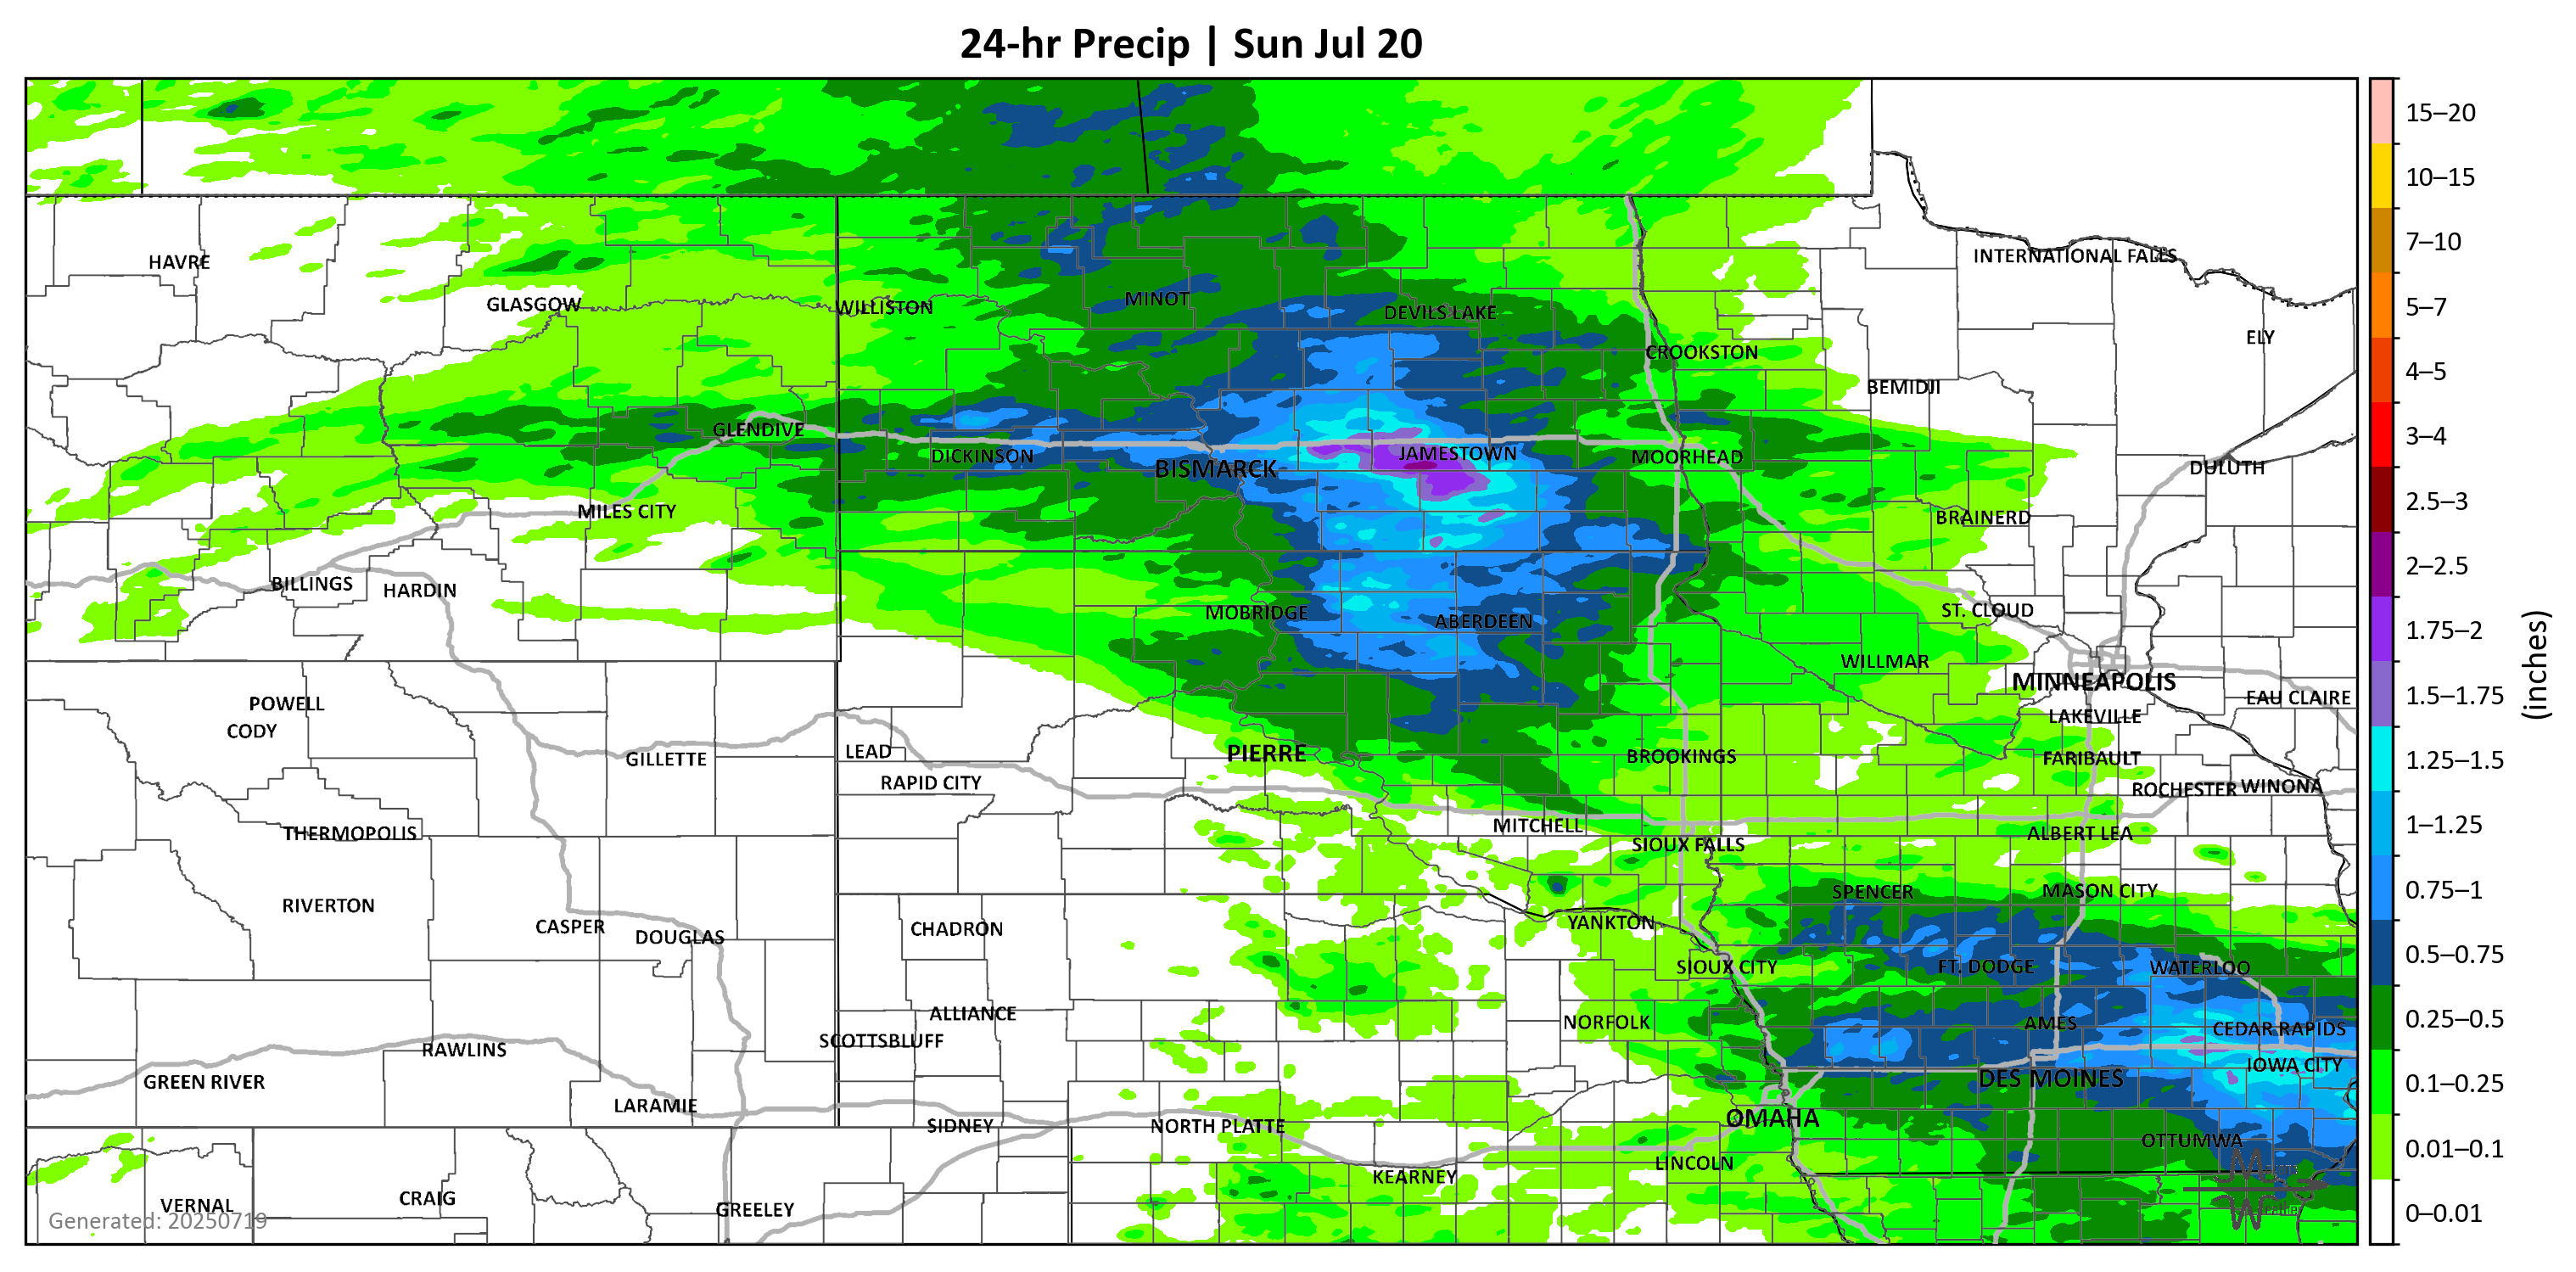 24-hr Precip | Sun Jul 20
15–20
10–15
7–10
5–7
4–5
3–4
2.5–3
2–2.5
1.75–2
1.5–1.75
1.25–1.5
1–1.25
0.75–1
0.5–0.75
0.25–0.5
0.1–0.25
0.01–0.1
0–0.01
(inches)
HAVRE
INTERNATIONAL FALLS
GLASGOW
WILLISTON
MINOT
DEVILS LAKE
ELY
CROOKSTON
BEMIDJI
GLENDIVE
DICKINSON
BISMARCK
JAMESTOWN
MOORHEAD
DULUTH
MILES CITY
BRAINERD
BILLINGS
HARDIN
MOBRIDGE
ABERDEEN
ST. CLOUD
WILLMAR
MINNEAPOLIS
EAU CLAIRE
POWELL
CODY
LAKEVILLE
GILLETTE
LEAD
PIERRE
BROOKINGS
FARIBAULT
RAPID CITY
ROCHESTER
WINONA
THERMOPOLIS
MITCHELL
ALBERT LEA
SIOUX FALLS
RIVERTON
SPENCER
MASON CITY
CASPER
DOUGLAS
CHADRON
YANKTON
SIOUX CITY
FT. DODGE
WATERLOO
ALLIANCE
NORFOLK
AMES
CEDAR RAPIDS
SCOTTSBLUFF
RAWLINS
IOWA CITY
GREEN RIVER
DES MOINES
LARAMIE
SIDNEY
NORTH PLATTE
OMAHA
OTTUMWA
LINCOLN
KEARNEY
VERNAL
CRAIG
GREELEY
Generated: 20250719